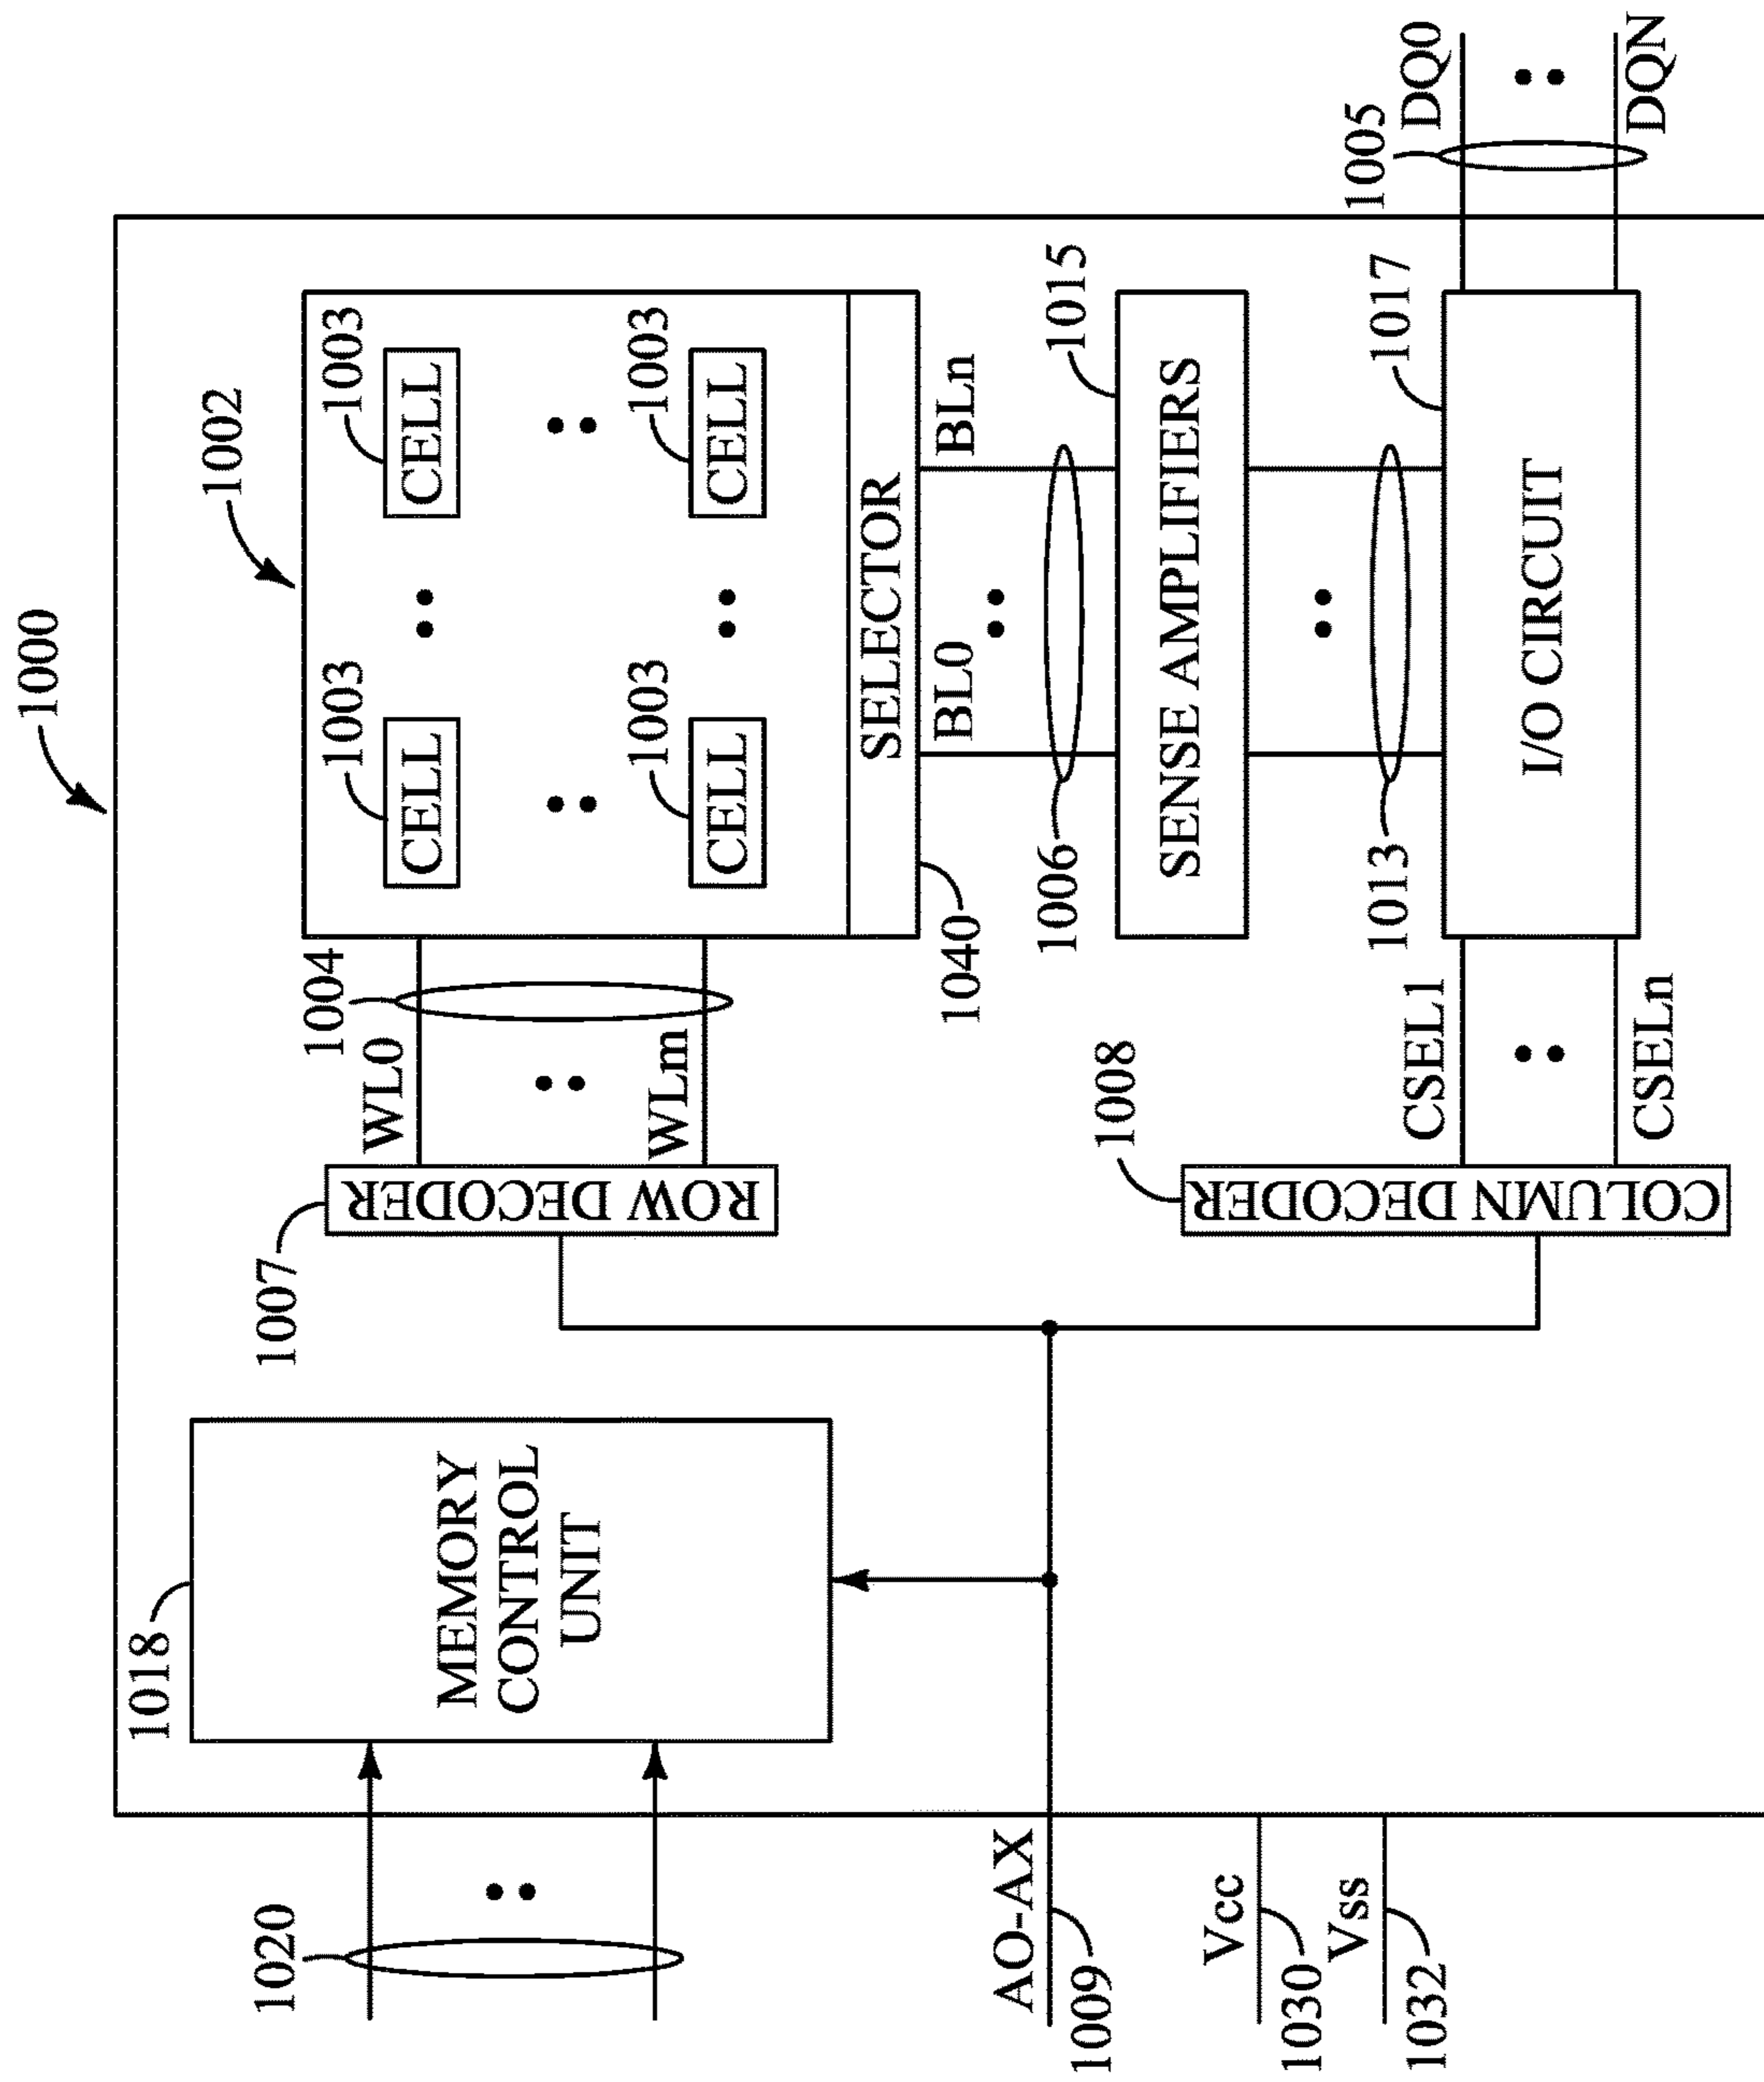 1000
1002
1018
1020
MEMORY
CONTROL
UNIT
1007
ROW DECODER
WL0
1004
WLm
1003
CELL
1003
CELL
1003
CELL
1003
CELL
SELECTOR
1040
BL0
BLn
1006
1015
SENSE AMPLIFIERS
1013
1017
I/O CIRCUIT
1008
COLUMN DECODER
CSEL1
CSELn
1005
DQ0
DQN
AO-AX
1009
Vcc
1030
Vss
1032